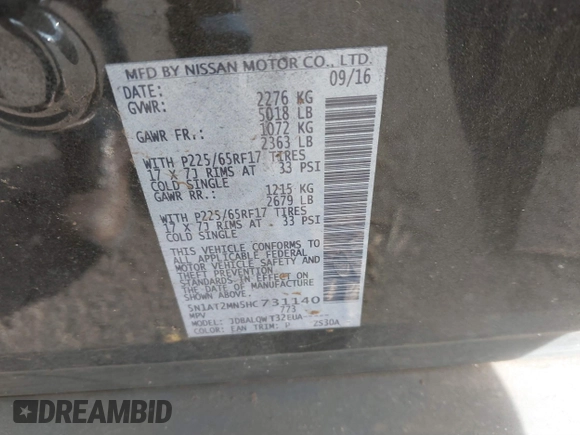 MFD BY NISSAN MOTOR CO., LTD.
DATE: 09/16
GVWR: 2276 KG
5018 LB
GAWR FR.: 1072 KG
2363 LB
WITH P225/65RF17 TIRES
17 X 7J RIMS AT 33 PSI
COLD SINGLE
GAWR RR.: 1215 KG
2679 LB
WITH P225/65RF17 TIRES
17 X 7J RIMS AT 33 PSI
COLD SINGLE
THIS VEHICLE CONFORMS TO
ALL APPLICABLE FEDERAL
MOTOR VEHICLE SAFETY AND
THEFT PREVENTION
STANDARDS IN EFFECT ON
THE DATE OF MANUFACTURE
SHOWN ABOVE.
5N1AT2MN5HC731140
MPV 773
MODEL:
COLOR: EAN TRIM:
DREAMBID